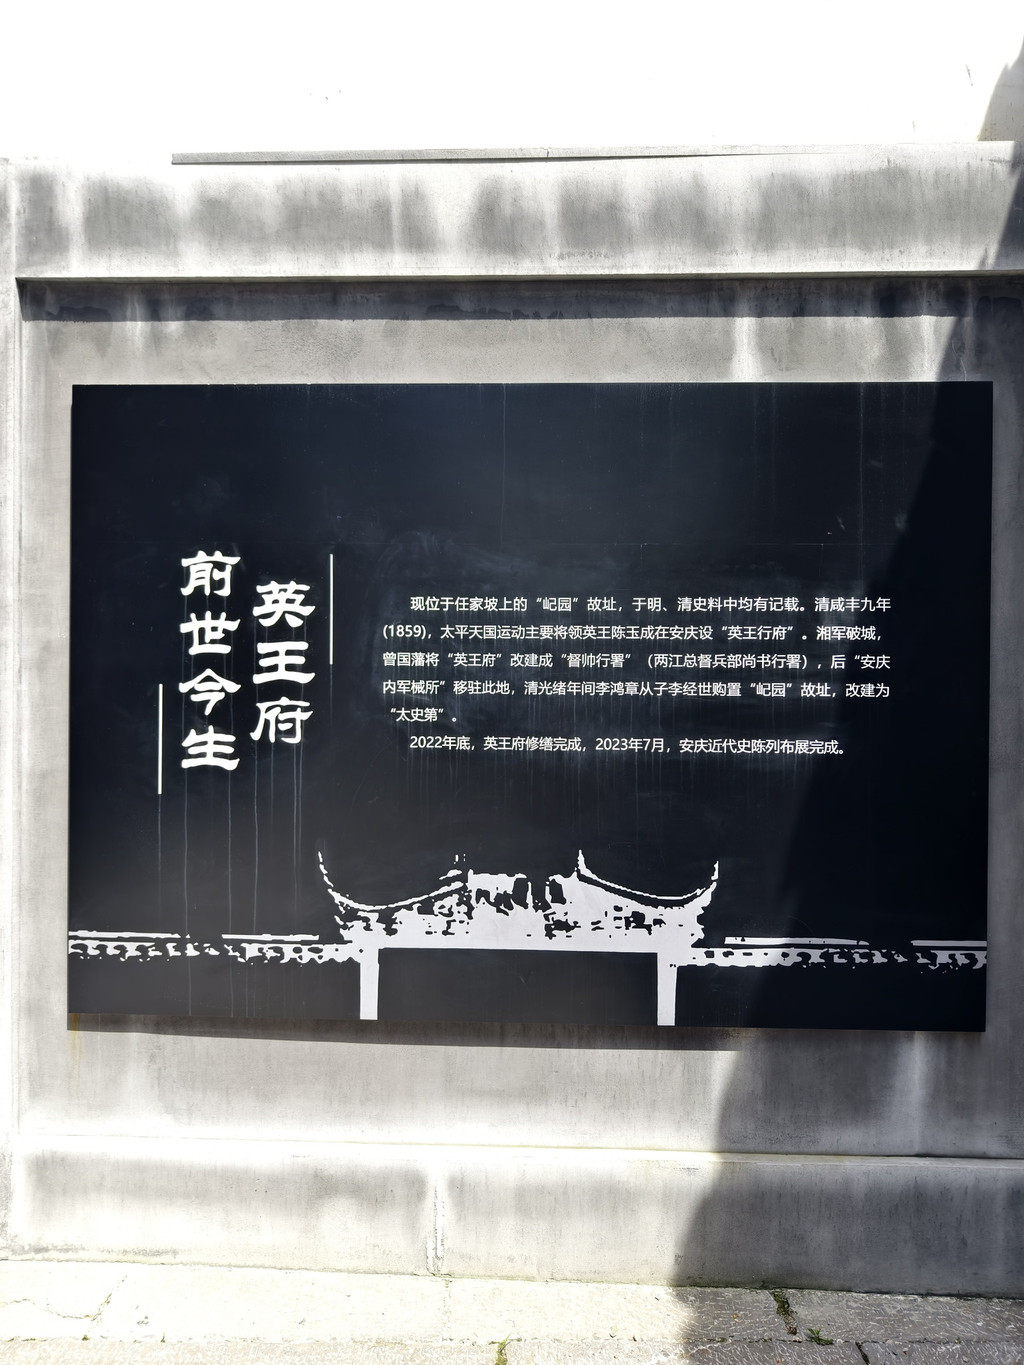 英王府
前世今生
现位于任家坡上的“屺园”故址，于明、清史料中均有记载。清咸丰九年
(1859)，太平天国运动主要将领英王陈玉成在安庆设“英王行府”。湘军破城，
曾国藩将“英王府”改建成“督帅行署”（两江总督兵部尚书行署），后“安庆
内军械所”移驻此地，清光绪年间李鸿章从子李经世购置“屺园”故址，改建为
“太史第”。
2022年底，英王府修缮完成，2023年7月，安庆近代史陈列布展完成。